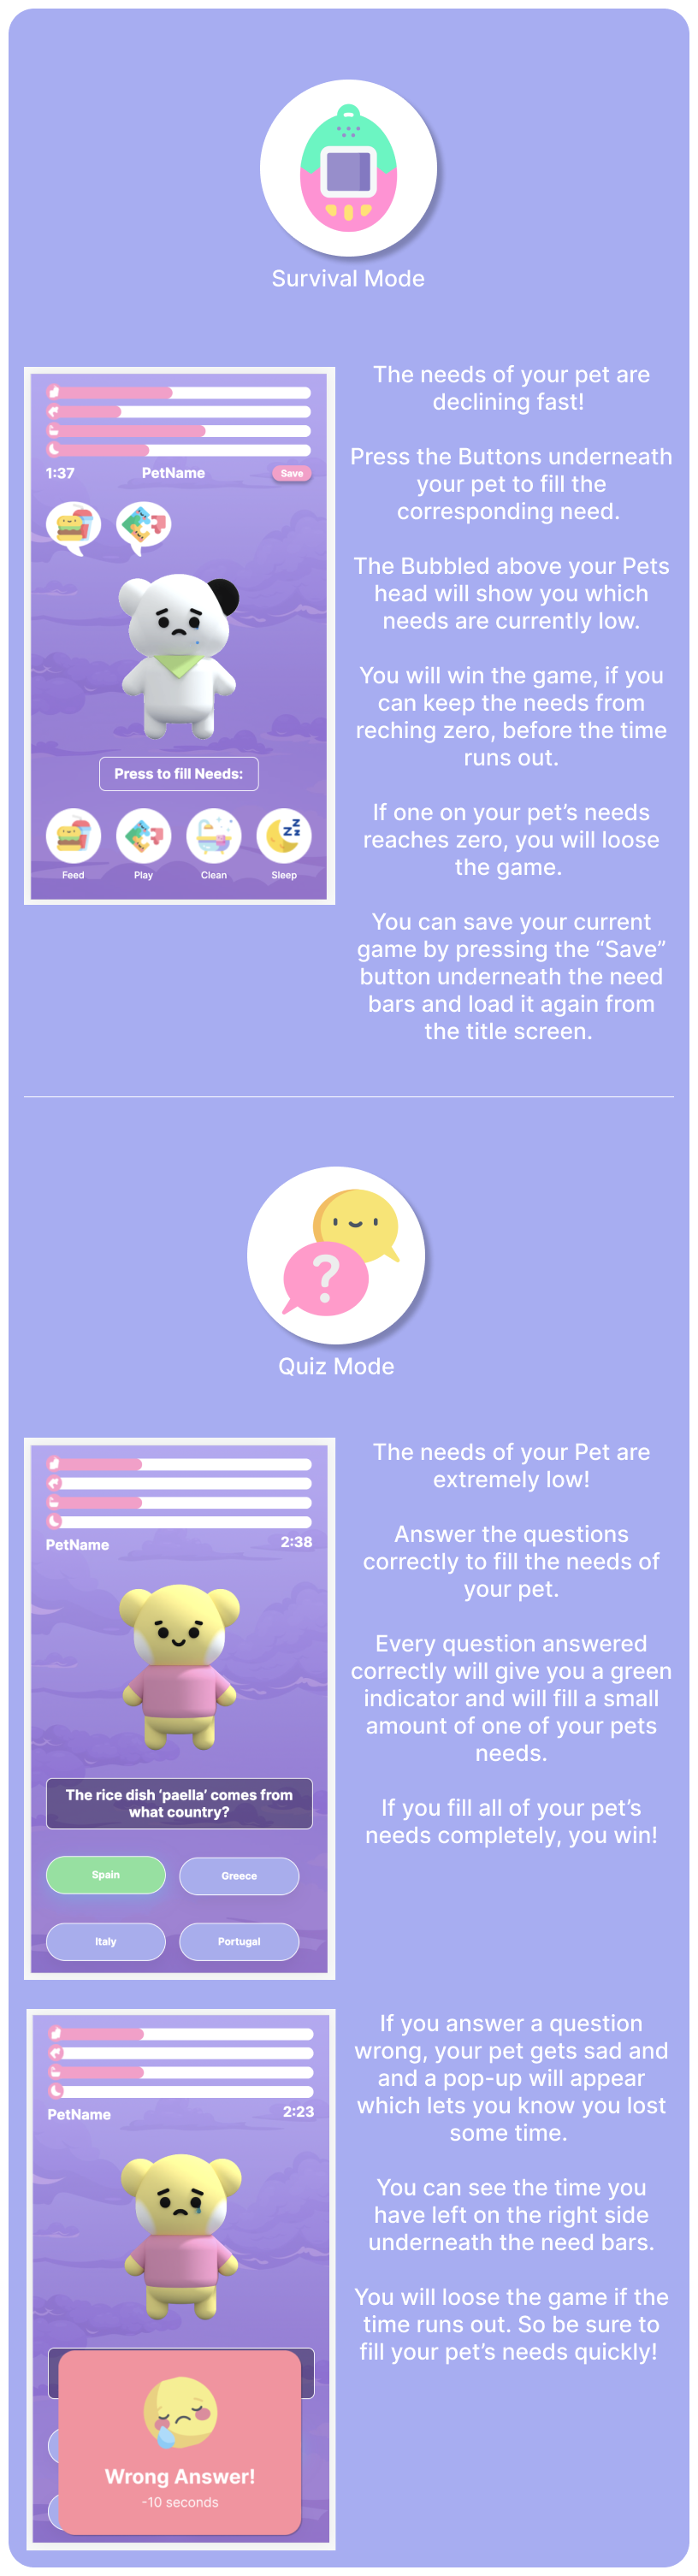 Survival Mode
1:37
PetName
Save
Press to fill Needs:
Feed
Play
Clean
Sleep
The needs of your pet are
declining fast!
Press the Buttons underneath
your pet to fill the
corresponding need.
The Bubbled above your Pets
head will show you which
needs are currently low.
You will win the game, if you
can keep the needs from
reching zero, before the time
runs out.
If one on your pet’s needs
reaches zero, you will loose
the game.
You can save your current
game by pressing the “Save”
button underneath the need
bars and load it again from
the title screen.
?
Quiz Mode
PetName
2:38
The rice dish ‘paella’ comes from
what country?
Spain
Greece
Italy
Portugal
The needs of your Pet are
extremely low!
Answer the questions
correctly to fill the needs of
your pet.
Every question answered
correctly will give you a green
indicator and will fill a small
amount of one of your pets
needs.
If you fill all of your pet’s
needs completely, you win!
PetName
2:23
Wrong Answer!
-10 seconds
If you answer a question
wrong, your pet gets sad and
and a pop-up will appear
which lets you know you lost
some time.
You can see the time you
have left on the right side
underneath the need bars.
You will loose the game if the
time runs out. So be sure to
fill your pet’s needs quickly!